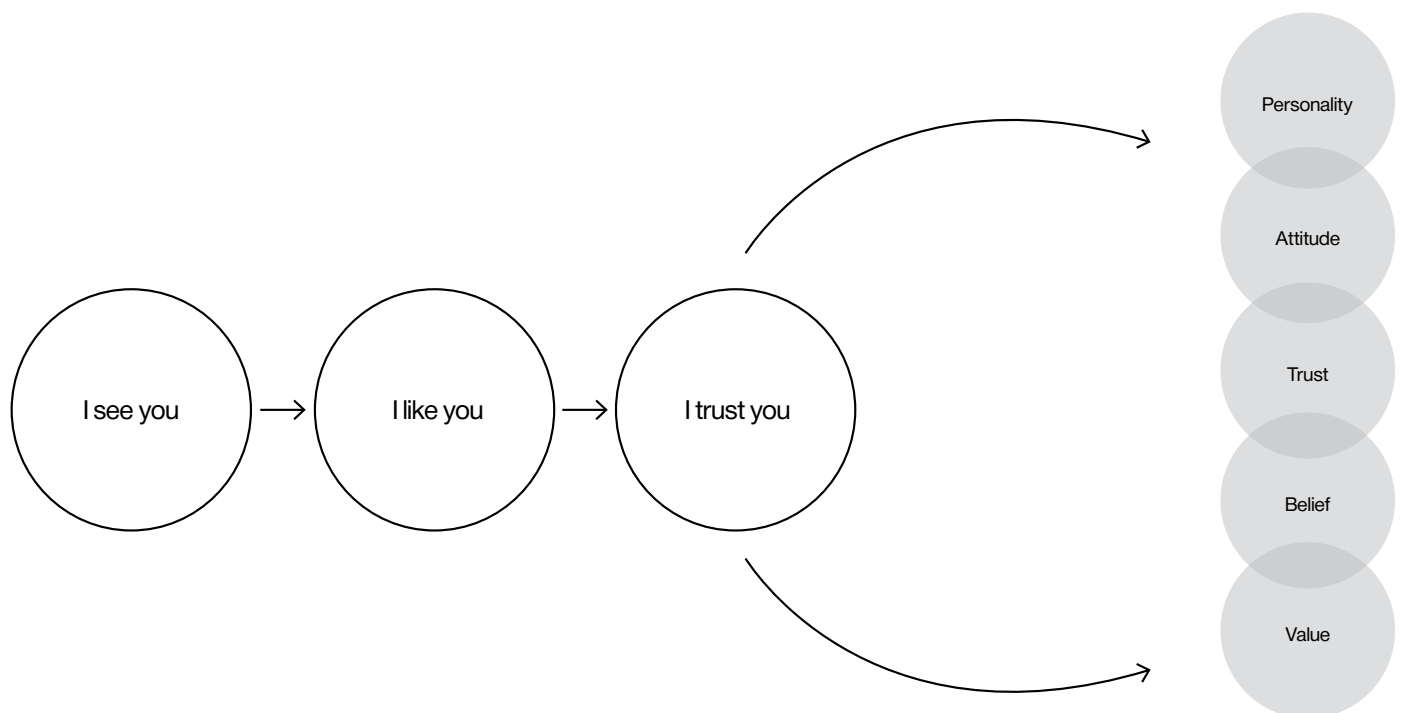 I see you
I like you
I trust you
Personality
Attitude
Trust
Belief
Value